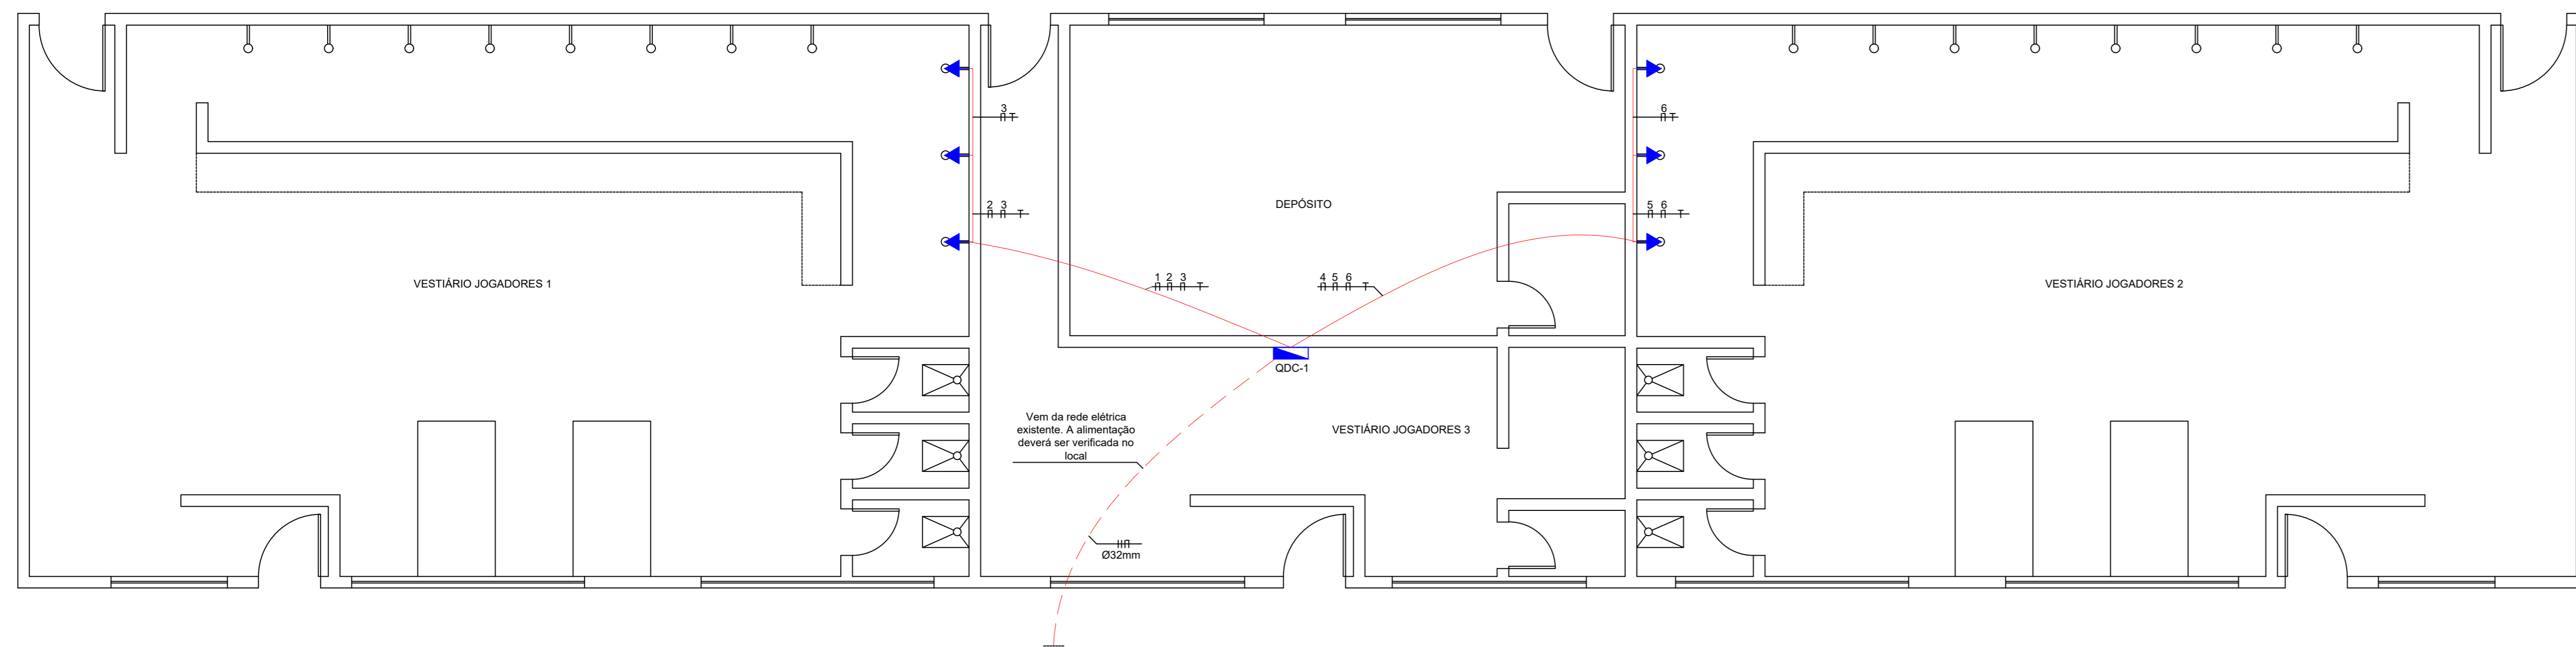 3
6
2 3
5 6
DEPÓSITO
1 2 3
4 5 6
VESTIÁRIO JOGADORES 1
VESTIÁRIO JOGADORES 2
QDC-1
Vem da rede elétrica
existente. A alimentação
deverá ser verificada no
local
VESTIÁRIO JOGADORES 3
Ø32mm